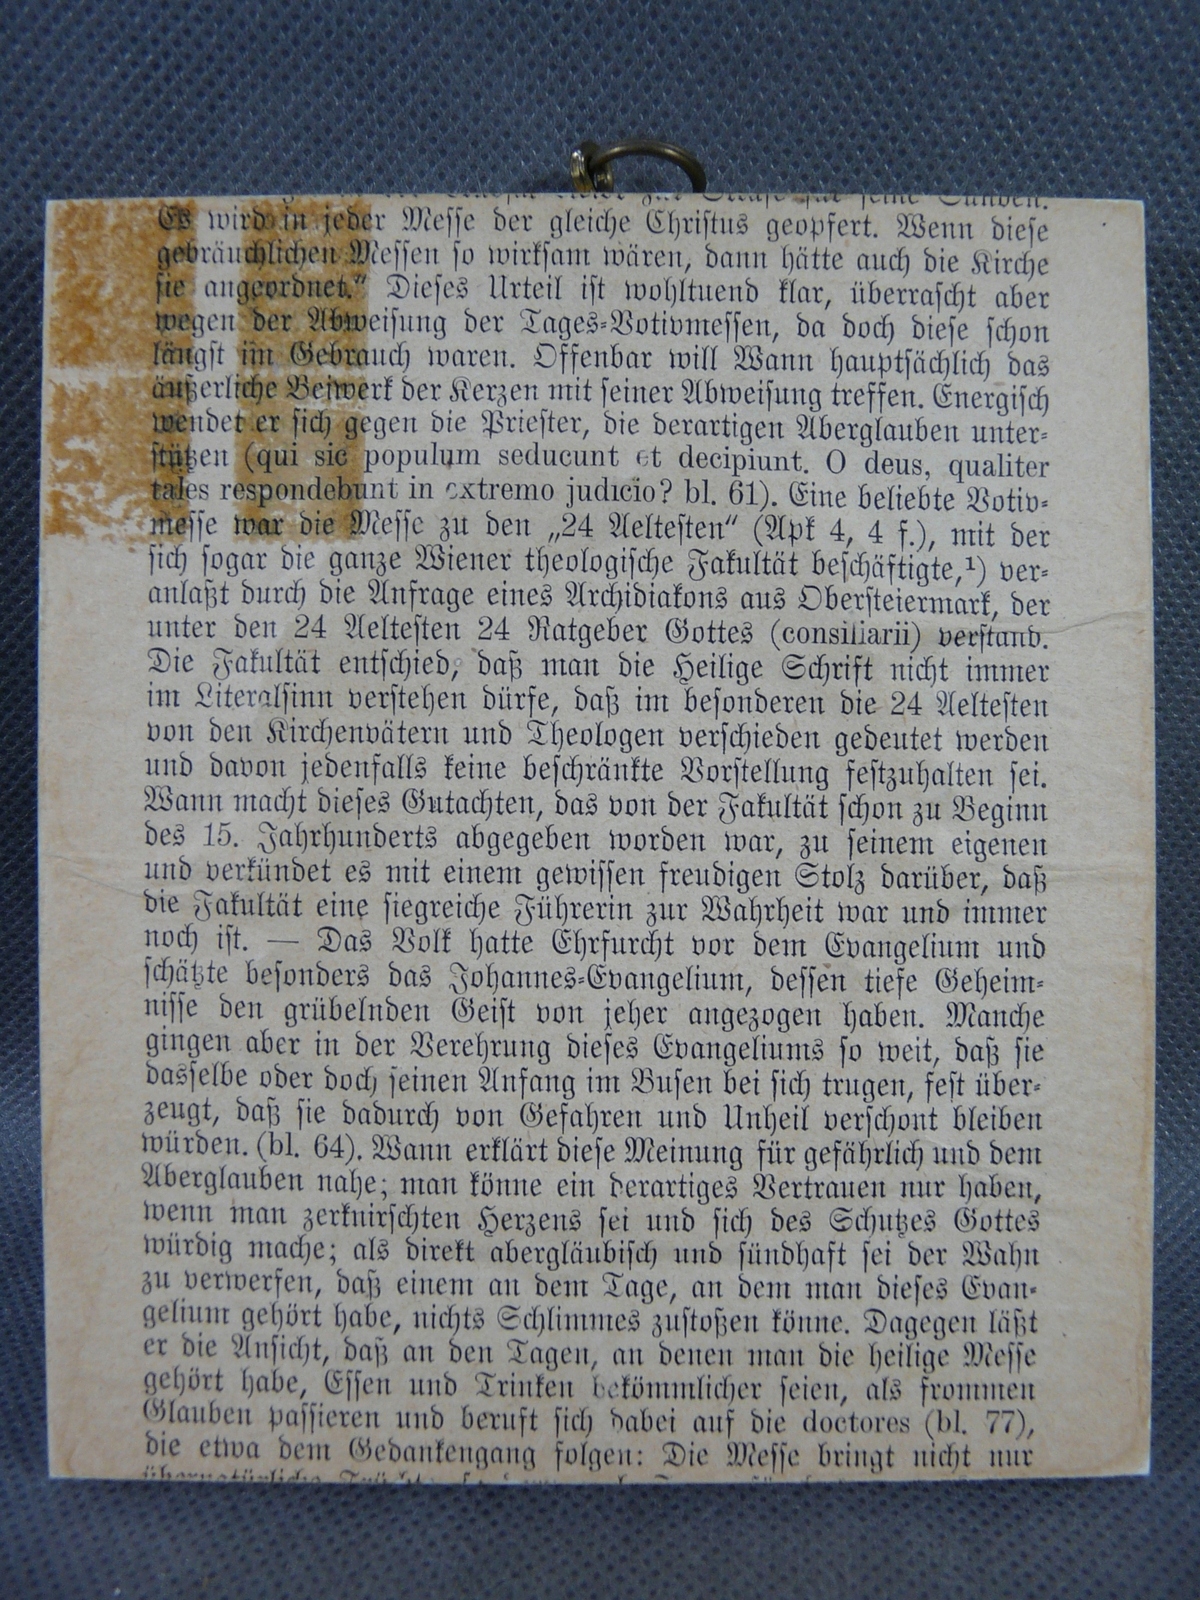 für seine Sünden.
Es wird in jeder Messe der gleiche Christus geopfert. Wenn diese
gebräuchlichen Messen so wirksam wären, dann hätte auch die Kirche
sie angeordnet.“ Dieses Urteil ist wohltuend klar, überrascht aber
wegen der Abweisung der Tages-Votivmessen, da doch diese schon
längst im Gebrauch waren. Offenbar will Wann hauptsächlich das
äußerliche Beiwerk der Kerzen mit seiner Abweisung treffen. Energisch
wendet er sich gegen die Priester, die derartigen Aberglauben unter-
stützen (qui sic populum seducunt et decipiunt. O deus, qualiter
tales respondebunt in extremo judicio? bl. 61). Eine beliebte Votiv-
messe war die Messe zu den „24 Aeltesten“ (Apk 4, 4 f.), mit der
sich sogar die ganze Wiener theologische Fakultät beschäftigte,¹) ver-
anlaßt durch die Anfrage eines Archidiakons aus Obersteiermark, der
unter den 24 Aeltesten 24 Ratgeber Gottes (consiliarii) verstand.
Die Fakultät entschied, daß man die Heilige Schrift nicht immer
im Literalsinn verstehen dürfe, daß im besonderen die 24 Aeltesten
von den Kirchenvätern und Theologen verschieden gedeutet werden
und davon jedenfalls keine beschränkte Vorstellung festzuhalten sei.
Wann macht dieses Gutachten, das von der Fakultät schon zu Beginn
des 15. Jahrhunderts abgegeben worden war, zu seinem eigenen
und verkündet es mit einem gewissen freudigen Stolz darüber, daß
die Fakultät eine siegreiche Führerin zur Wahrheit war und immer
noch ist. — Das Volk hatte Ehrfurcht vor dem Evangelium und
schätzte besonders das Johannes-Evangelium, dessen tiefe Geheim-
nisse den grübelnden Geist von jeher angezogen haben. Manche
gingen aber in der Verehrung dieses Evangeliums so weit, daß sie
dasselbe oder doch seinen Anfang im Busen bei sich trugen, fest über-
zeugt, daß sie dadurch von Gefahren und Unheil verschont bleiben
würden. (bl. 64). Wann erklärt diese Meinung für gefährlich und dem
Aberglauben nahe; man könne ein derartiges Vertrauen nur haben,
wenn man zerknirschten Herzens sei und sich des Schutzes Gottes
würdig mache; als direkt abergläubisch und sündhaft sei der Wahn
zu verwerfen, daß einem an dem Tage, an dem man dieses Evan-
gelium gehört habe, nichts Schlimmes zustoßen könne. Dagegen läßt
er die Ansicht, daß an den Tagen, an denen man die heilige Messe
gehört habe, Essen und Trinken bekömmlicher seien, als frommen
Glauben passieren und beruft sich dabei auf die doctores (bl. 77),
die etwa dem Gedankengang folgen: Die Messe bringt nicht nur